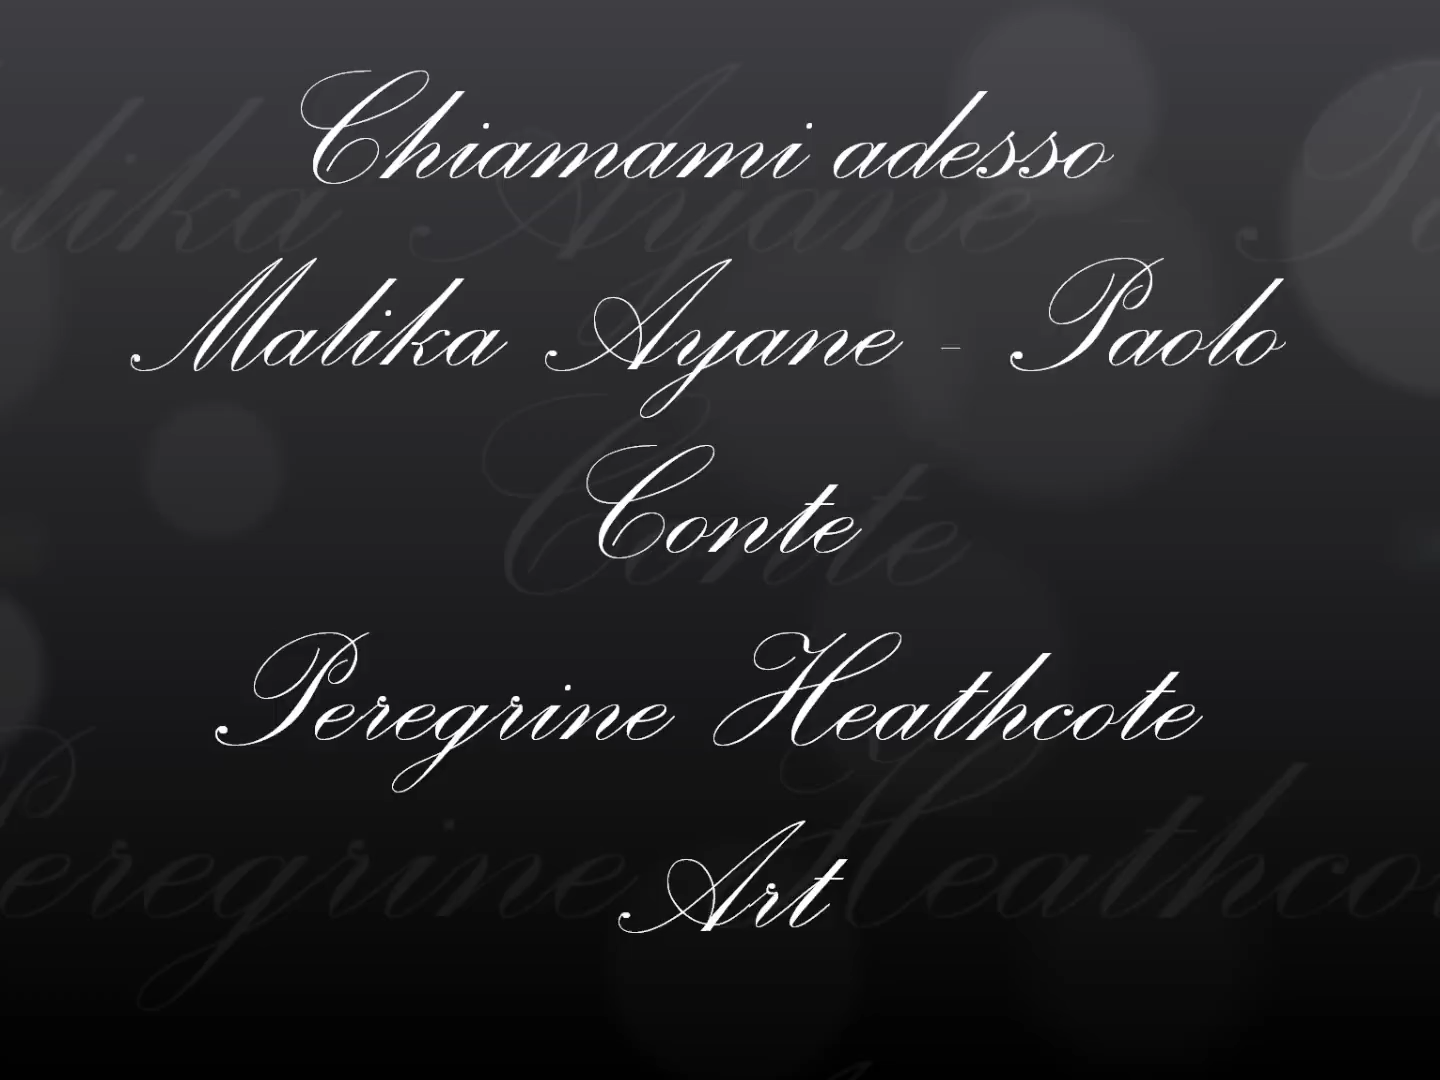 Chiamami adesso
Malika Ayane - Paolo
Conte
Peregrine Heathcote
Art